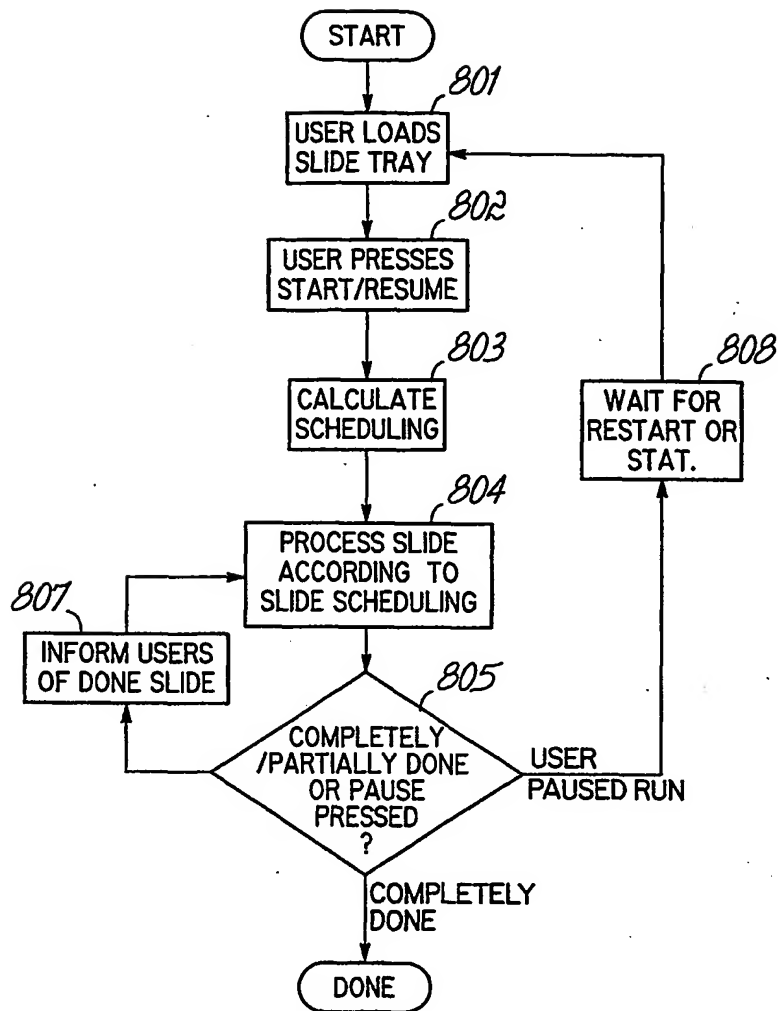 START
801
USER LOADS
SLIDE TRAY
802
USER PRESSES
START/RESUME
803
CALCULATE
SCHEDULING
808
WAIT FOR
RESTART OR
STAT.
804
PROCESS SLIDE
ACCORDING TO
SLIDE SCHEDULING
807
INFORM USERS
OF DONE SLIDE
805
COMPLETELY
/PARTIALLY DONE
OR PAUSE
PRESSED
?
USER
PAUSED RUN
COMPLETELY
DONE
DONE